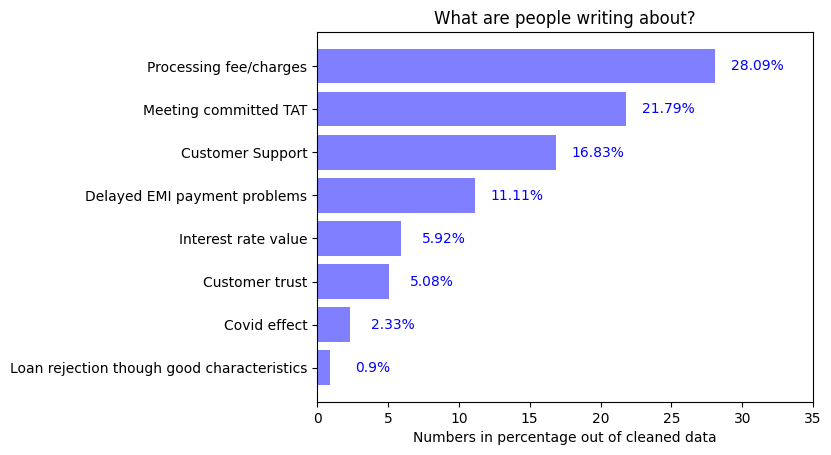 What are people writing about?
Processing fee/charges 28.09%
Meeting committed TAT 21.79%
Customer Support 16.83%
Delayed EMI payment problems 11.11%
Interest rate value 5.92%
Customer trust 5.08%
Covid effect 2.33%
Loan rejection though good characteristics 0.9%
0 5 10 15 20 25 30 35
Numbers in percentage out of cleaned data